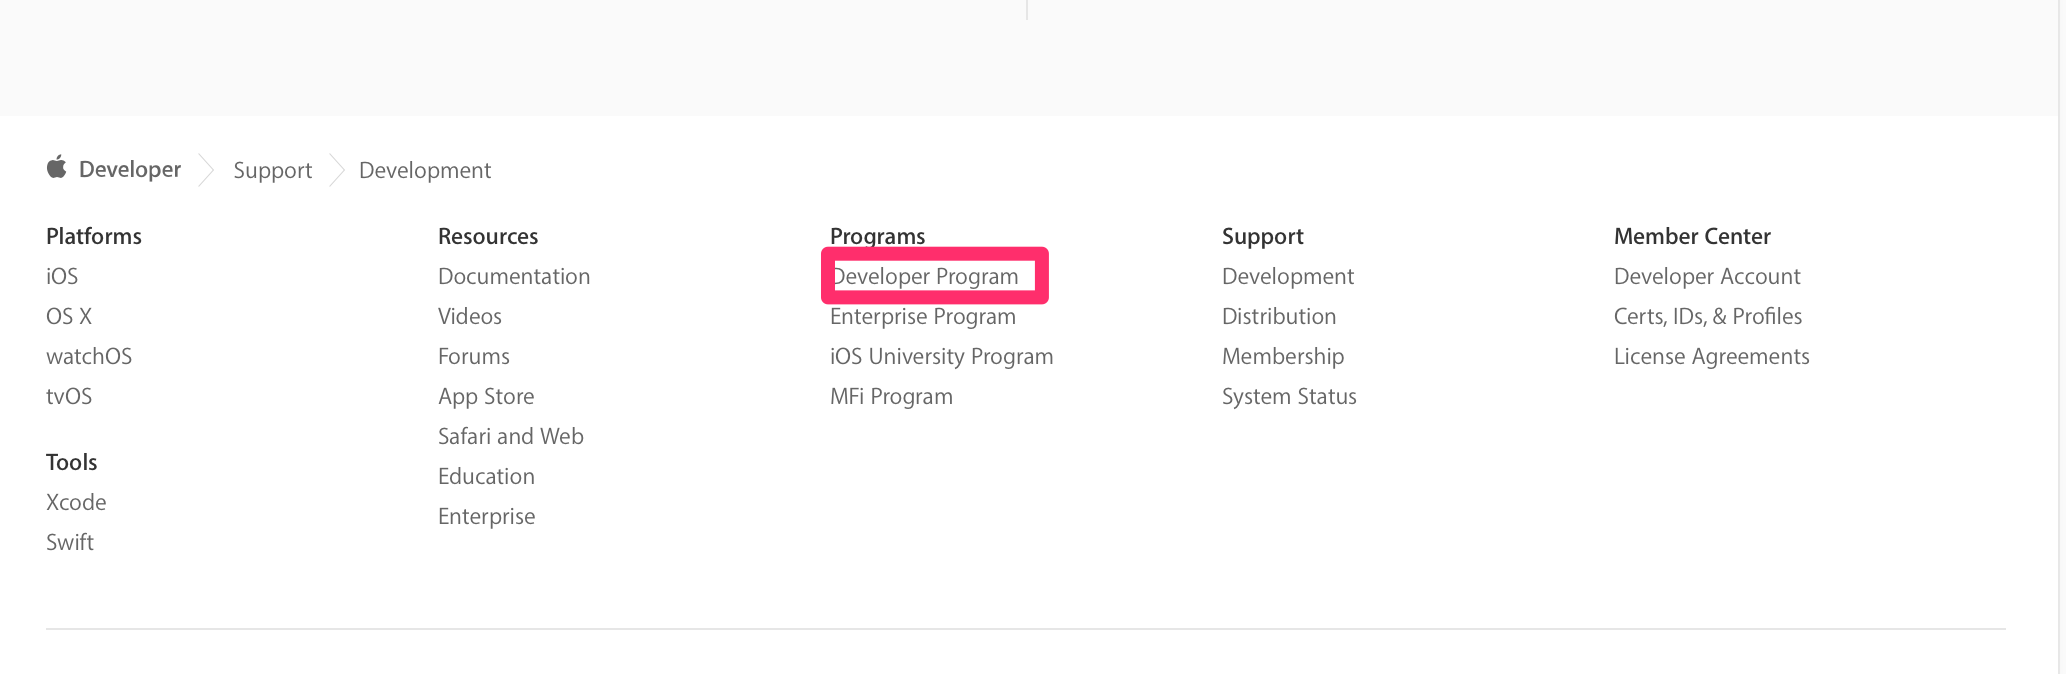 Developer Support Development
Platforms
iOS
OS X
watchOS
tvOS
Tools
Xcode
Swift
Resources
Documentation
Videos
Forums
App Store
Safari and Web
Education
Enterprise
Programs
Developer Program
Enterprise Program
iOS University Program
MFi Program
Support
Development
Distribution
Membership
System Status
Member Center
Developer Account
Certs, IDs, & Profiles
License Agreements